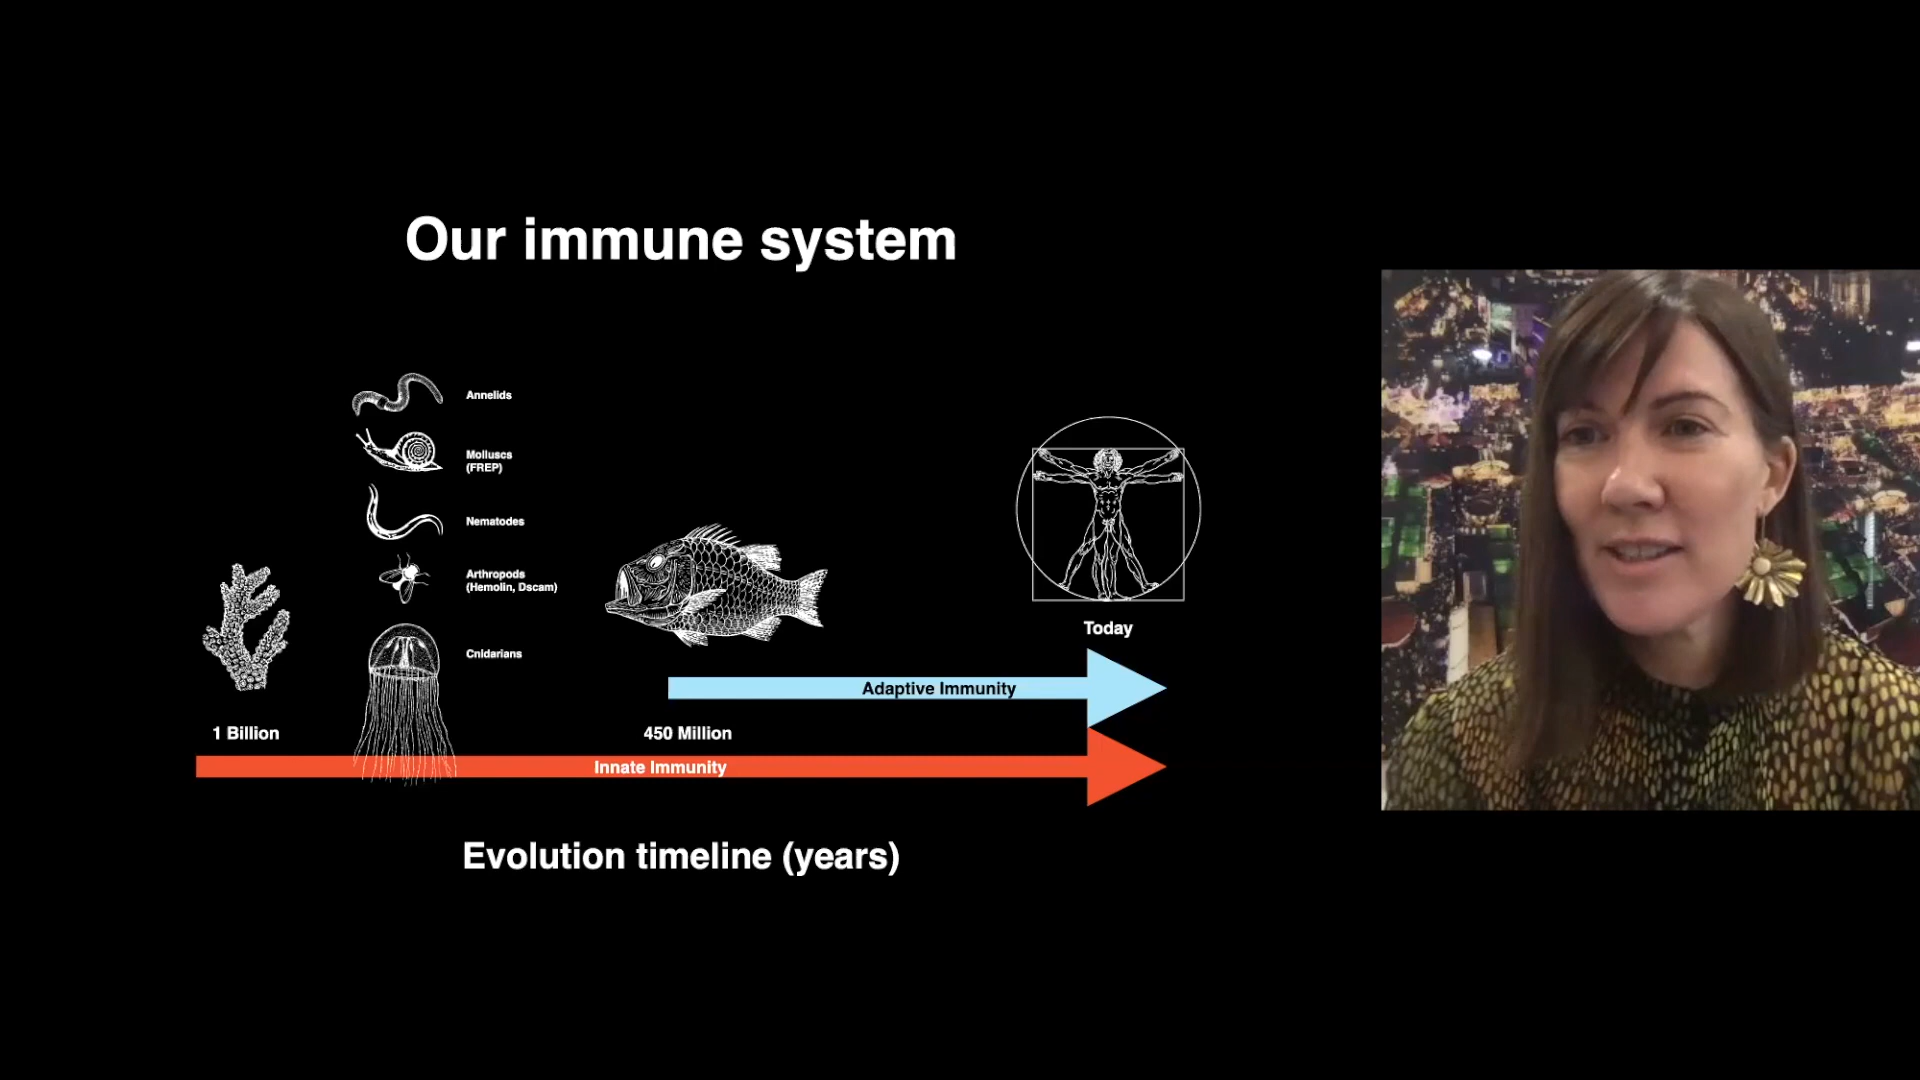 Our immune system
Annelids
Molluscs
(FREP)
Nematodes
Arthropods
(Hemolin, Dscam)
Cnidarians
Today
Adaptive Immunity
1 Billion
450 Million
Innate Immunity
Evolution timeline (years)